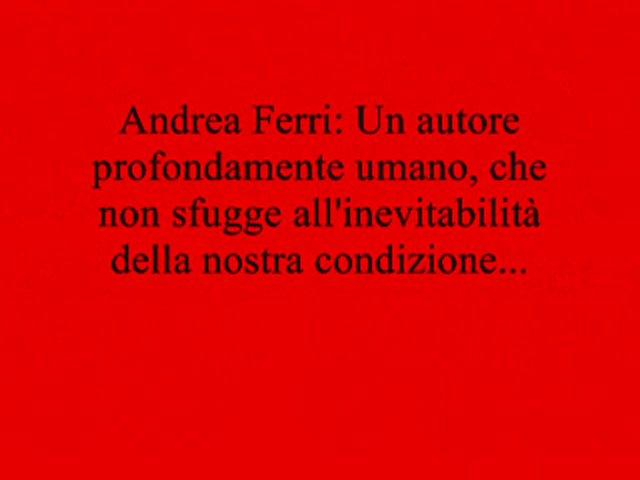 Andrea Ferri: Un autore
profondamente umano, che
non sfugge all'inevitabilità
della nostra condizione...